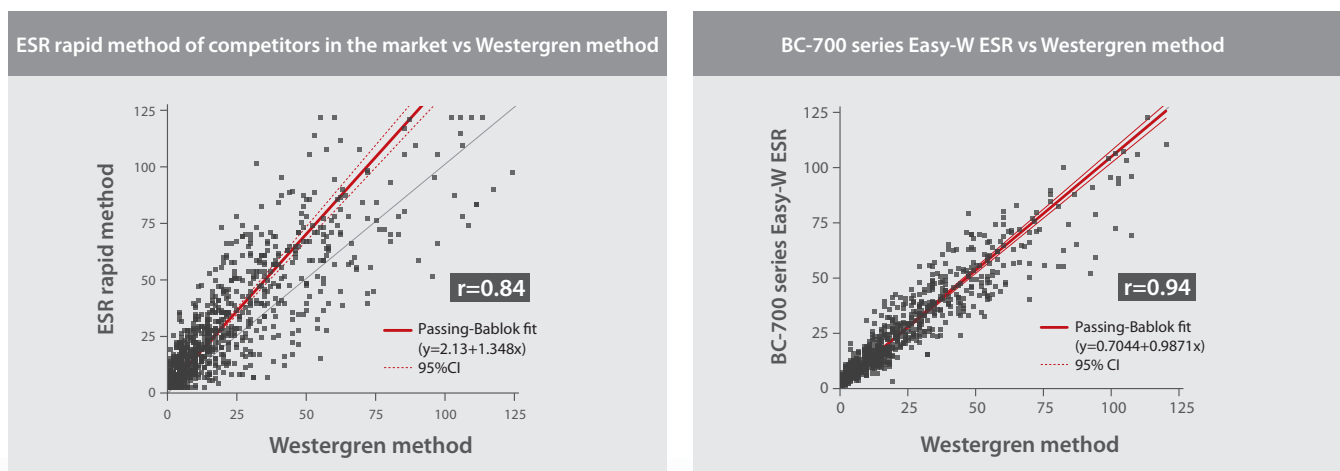 ESR rapid method of competitors in the market vs Westergren method
ESR rapid method
125
100
75
50
25
0
0 25 50 75 100 125
Westergren method
r=0.84
Passing-Bablok fit
(y=2.13+1.348x)
95%CI
BC-700 series Easy-W ESR vs Westergren method
BC-700 series Easy-W ESR
125
100
75
50
25
0
0 25 50 75 100 125
Westergren method
r=0.94
Passing-Bablok fit
(y=0.7044+0.9871x)
95% CI